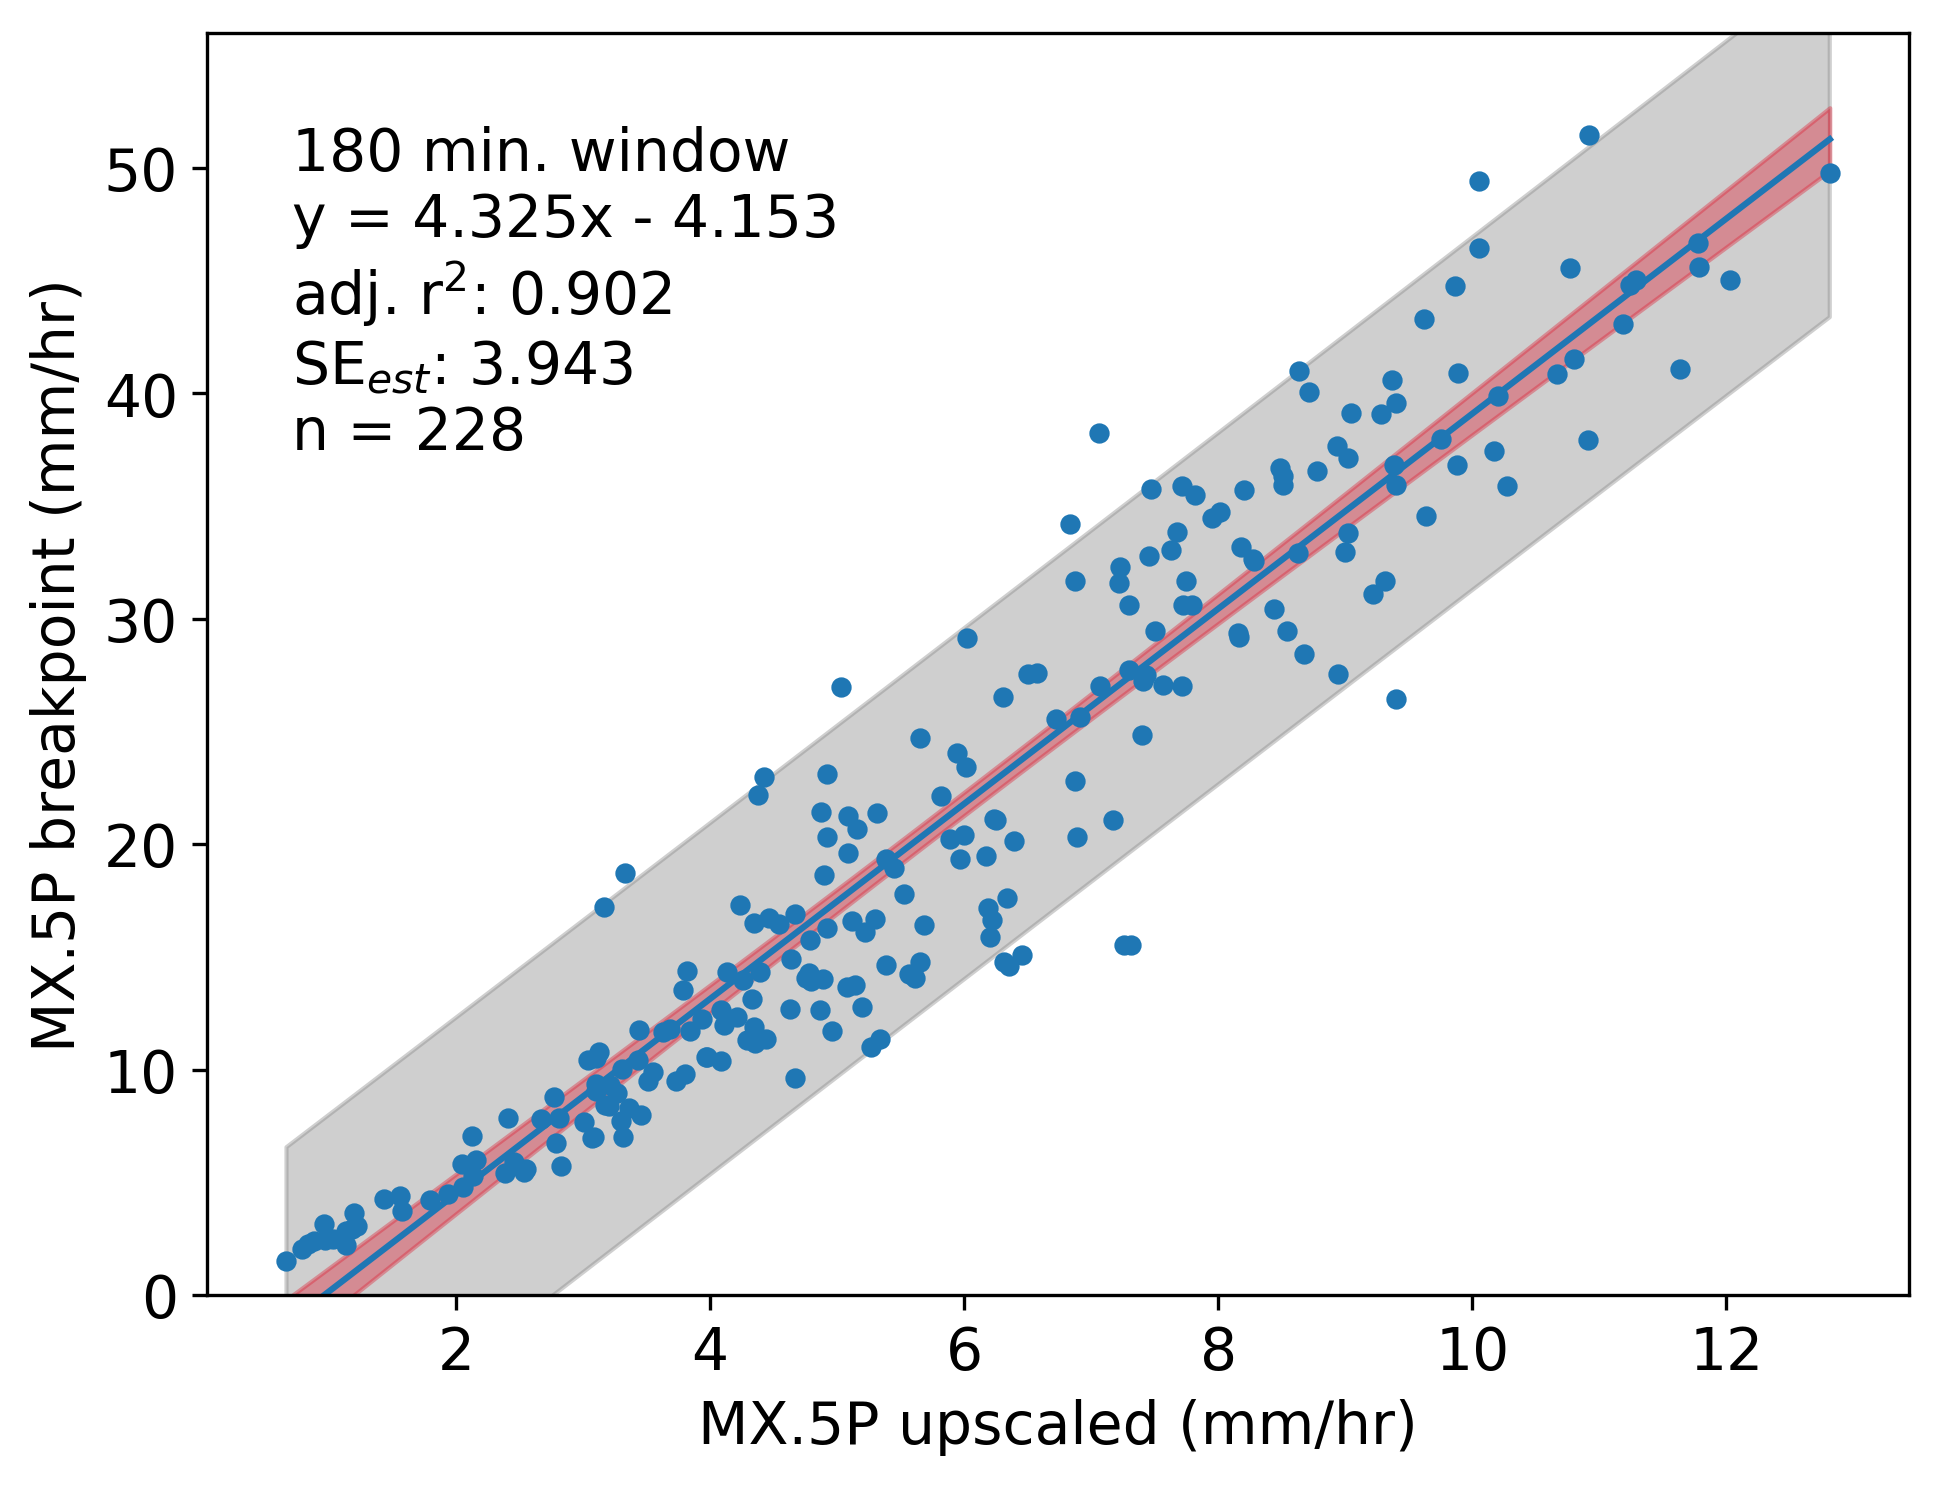 180 min. window
y = 4.325x - 4.153
adj. r²: 0.902
SEest: 3.943
n = 228
50
40
30
20
10
0
MX.5P breakpoint (mm/hr)
2 4 6 8 10 12
MX.5P upscaled (mm/hr)